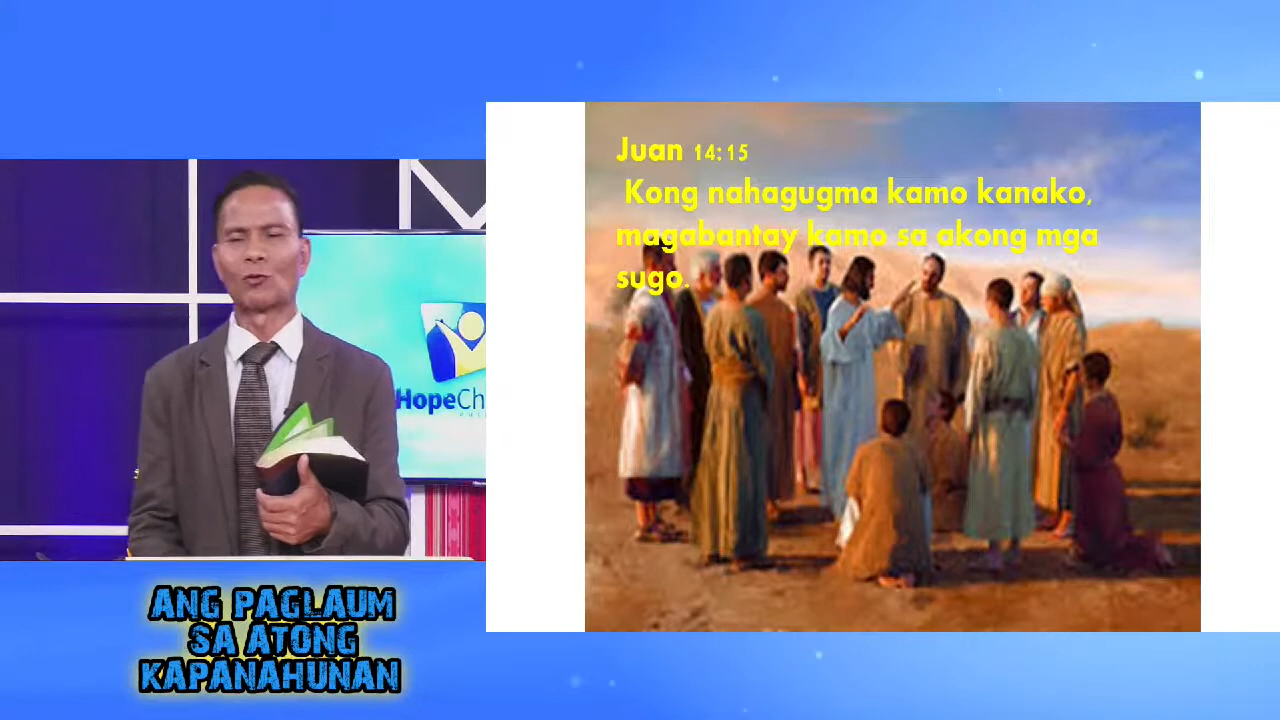 Juan 14:15
Kong nahagugma kamo kanako,
magabantay kamo sa akong mga
sugo.
HopeCh
ANG PAGLAUM
SA ATONG
KAPANAHUNAN